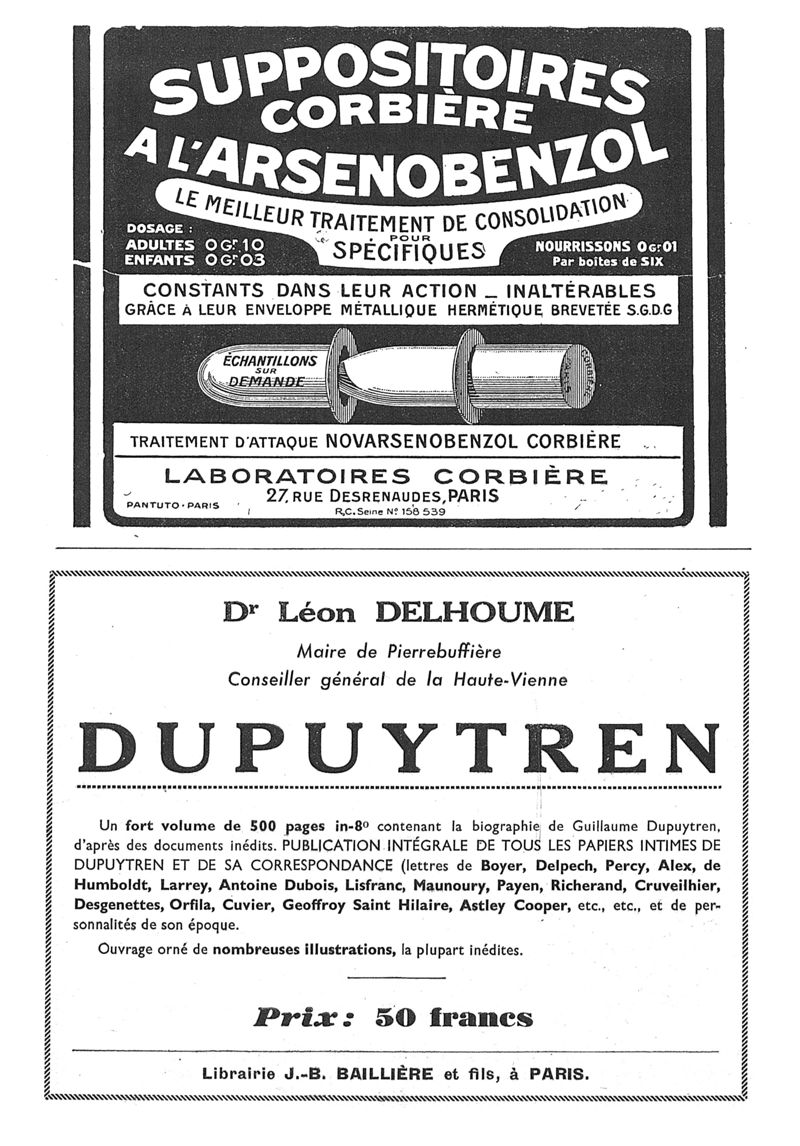 SUPPOSITOIRES
CORBIÈRE
A L'ARSENOBENZOL
LE MEILLEUR TRAITEMENT DE CONSOLIDATION
POUR
SPÉCIFIQUES
DOSAGE :
ADULTES 0 Gr. 10
ENFANTS 0 Gr. 03
NOURRISSONS 0 Gr. 01
Par boites de SIX
CONSTANTS DANS LEUR ACTION _ INALTÉRABLES
GRÂCE A LEUR ENVELOPPE MÉTALLIQUE HERMÉTIQUE BREVETÉE S.G.D.G
ÉCHANTILLONS
SUR
DEMANDE
CORBIÈRE
PARIS
TRAITEMENT D'ATTAQUE NOVARSENOBENZOL CORBIÈRE
LABORATOIRES CORBIÈRE
27, RUE DESRENAUDES, PARIS
PANTUTO - PARIS
R.C. Seine Nº 158 539
Dr Léon DELHOUME
Maire de Pierrebuffière
Conseiller général de la Haute-Vienne
DUPUYTREN
Un fort volume de 500 pages in-8º contenant la biographie de Guillaume Dupuytren,
d'après des documents inédits. PUBLICATION INTÉGRALE DE TOUS LES PAPIERS INTIMES DE
DUPUYTREN ET DE SA CORRESPONDANCE (lettres de Boyer, Delpech, Percy, Alex, de
Humboldt, Larrey, Antoine Dubois, Lisfranc, Maunoury, Payen, Richerand, Cruveilhier,
Desgenettes, Orfila, Cuvier, Geoffroy Saint Hilaire, Astley Cooper, etc., etc., et de per-
sonnalités de son époque.
Ouvrage orné de nombreuses illustrations, la plupart inédites.
Prix : 50 francs
Librairie J.-B. BAILLIÈRE et fils, à PARIS.